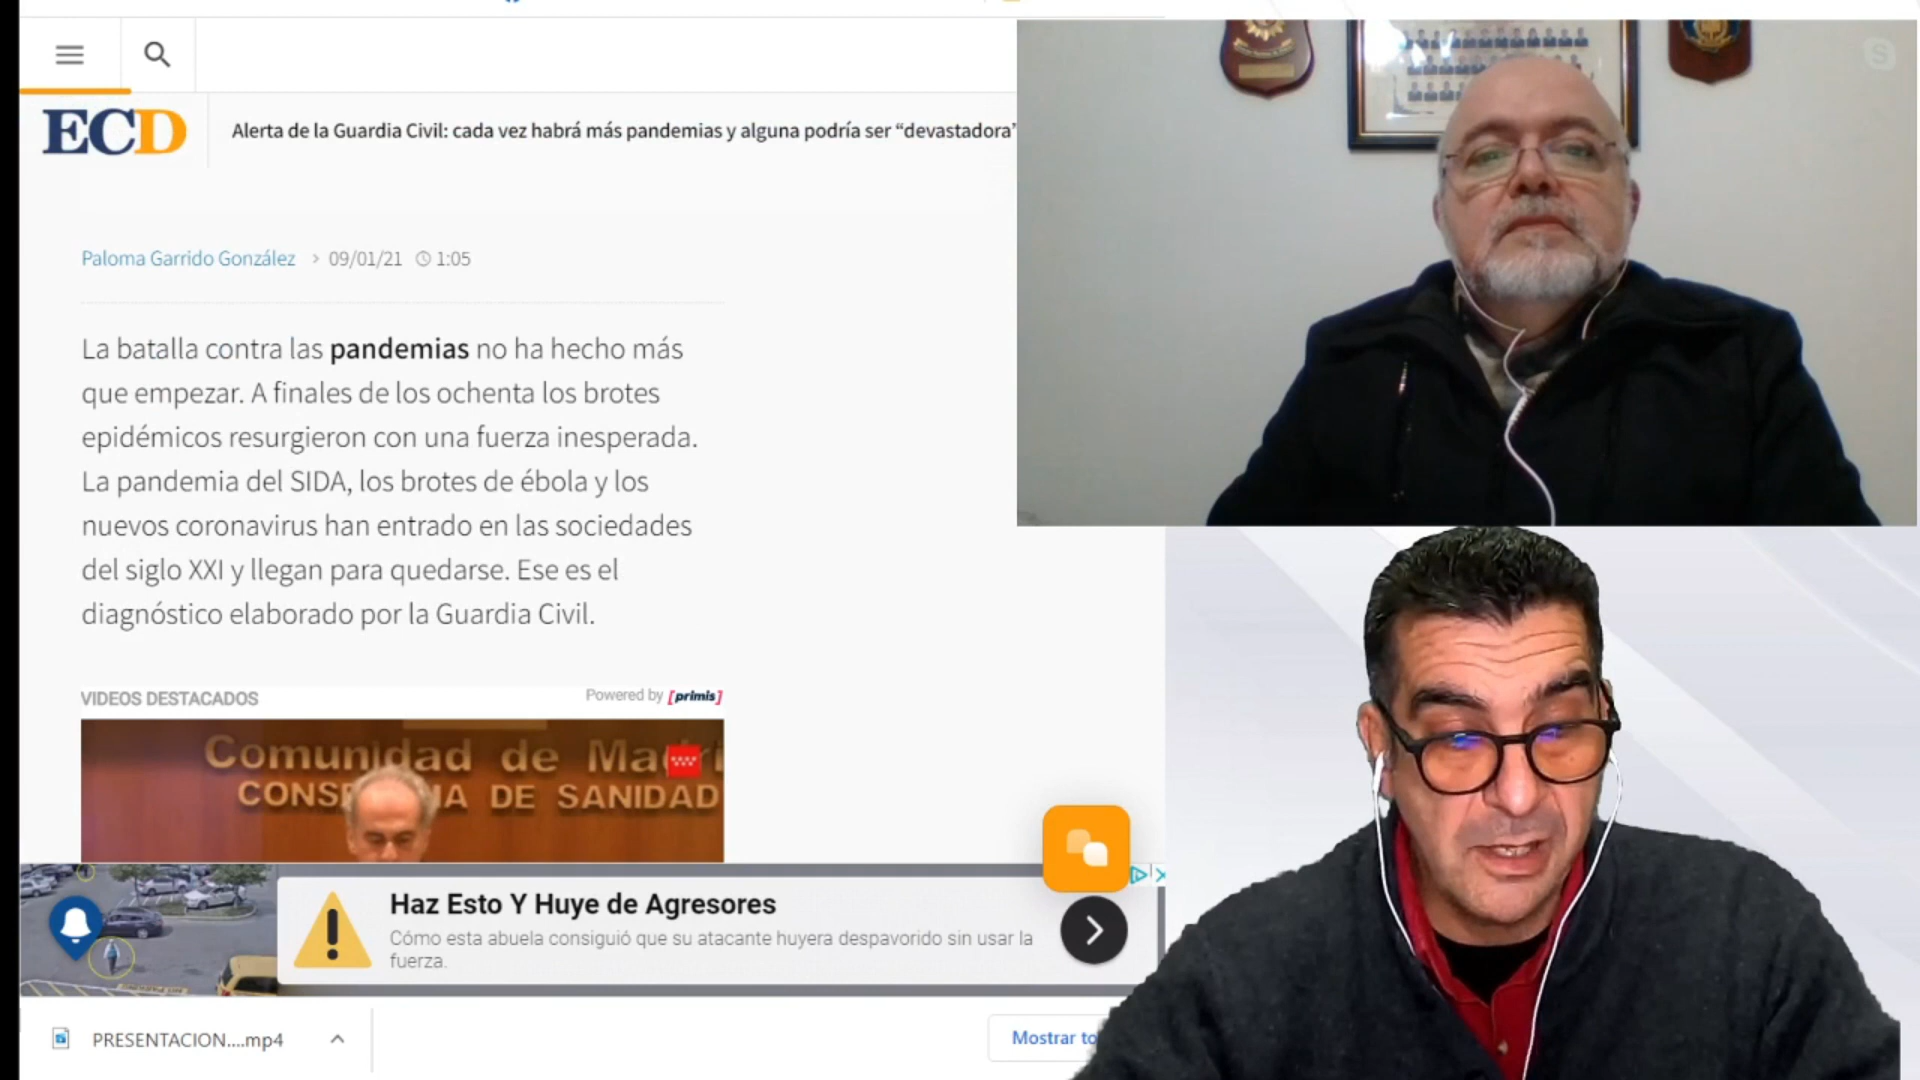 ECD
Alerta de la Guardia Civil: cada vez habrá más pandemias y alguna podría ser “devastadora”
Paloma Garrido González > 09/01/21 1:05
La batalla contra las pandemias no ha hecho más
que empezar. A finales de los ochenta los brotes
epidémicos resurgieron con una fuerza inesperada.
La pandemia del SIDA, los brotes de ébola y los
nuevos coronavirus han entrado en las sociedades
del siglo XXI y llegan para quedarse. Ese es el
diagnóstico elaborado por la Guardia Civil.
VIDEOS DESTACADOS
Powered by [primis]
Comunidad de Madri
DE SANIDAD
Haz Esto Y Huye de Agresores
Cómo esta abuela consiguió que su atacante huyera despavorido sin usar la
fuerza.
PRESENTACION....mp4
Mostrar to